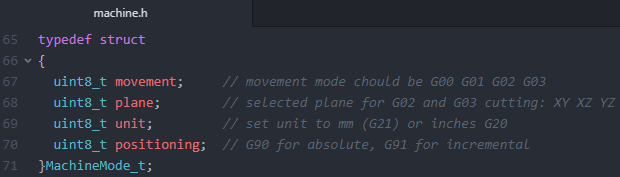 machine.h
65 typedef struct
66 {
67 uint8_t movement; // movement mode chould be G00 G01 G02 G03
68 uint8_t plane; // selected plane for G02 and G03 cutting: XY XZ YZ
69 uint8_t unit; // set unit to mm (G21) or inches G20
70 uint8_t positioning; // G90 for absolute, G91 for incremental
71 }MachineMode_t;